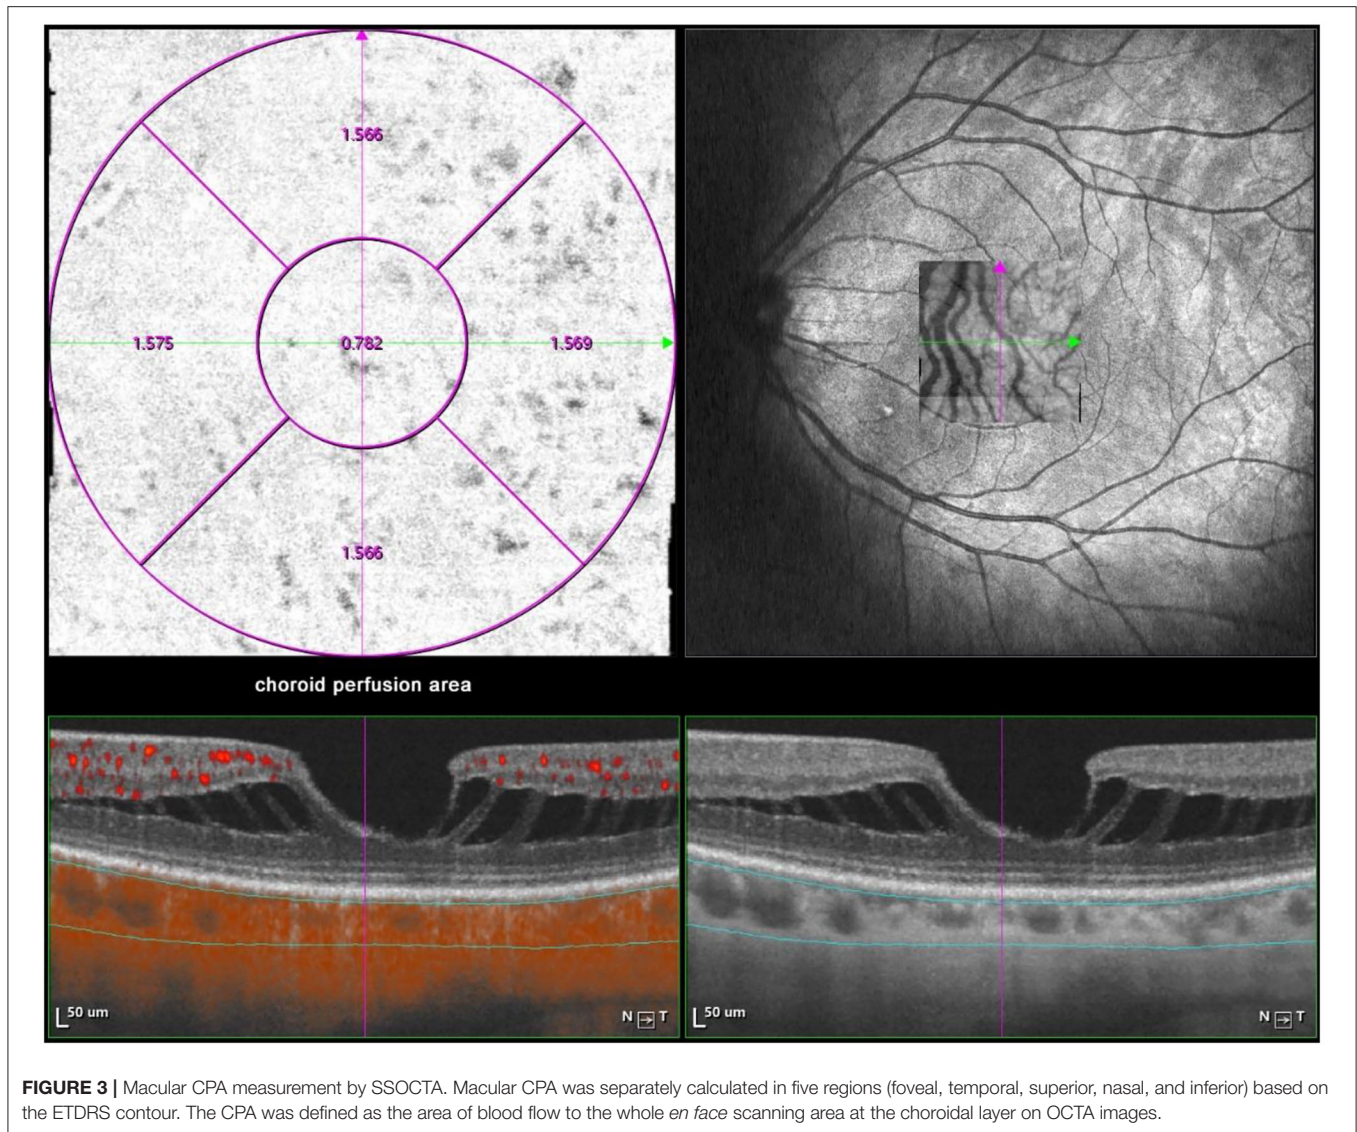 1.566
1.575 0.782 1.569
1.566
choroid perfusion area
50 um N → T 50 um N → T
FIGURE 3 | Macular CPA measurement by SSOCTA. Macular CPA was separately calculated in five regions (foveal, temporal, superior, nasal, and inferior) based on
the ETDRS contour. The CPA was defined as the area of blood flow to the whole en face scanning area at the choroidal layer on OCTA images.